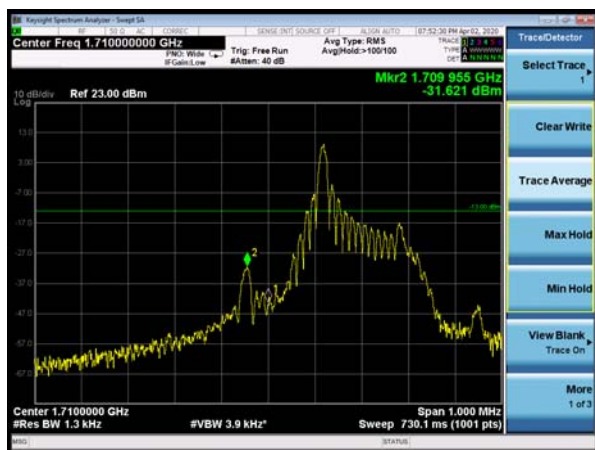 Keysight Spectrum Analyzer - Swept SA
RF 50 Ω AC CORREC SENSE:INT SOURCE OFF ALIGN AUTO 07:52:30 PM Apr 02, 2020
Center Freq 1.710000000 GHz
PNO: Wide
IFGain:Low
Trig: Free Run
#Atten: 40 dB
Avg Type: RMS
Avg|Hold:>100/100
TRACE 1 2 3 4 5 6
TYPE
DET A N N N N N
Mkr2 1.709 955 GHz
-31.621 dBm
10 dB/div Ref 23.00 dBm
Log
13.0
3.00
-7.00
-13.00 dBm
-17.0
-27.0
2
-37.0
-47.0
-57.0
-67.0
Center 1.7100000 GHz
Span 1.000 MHz
#Res BW 1.3 kHz
#VBW 3.9 kHz*
Sweep 730.1 ms (1001 pts)
MSG
STATUS
Trace/Detector
Select Trace
1
Clear Write
Trace Average
Max Hold
Min Hold
View Blank
Trace On
More
1 of 3